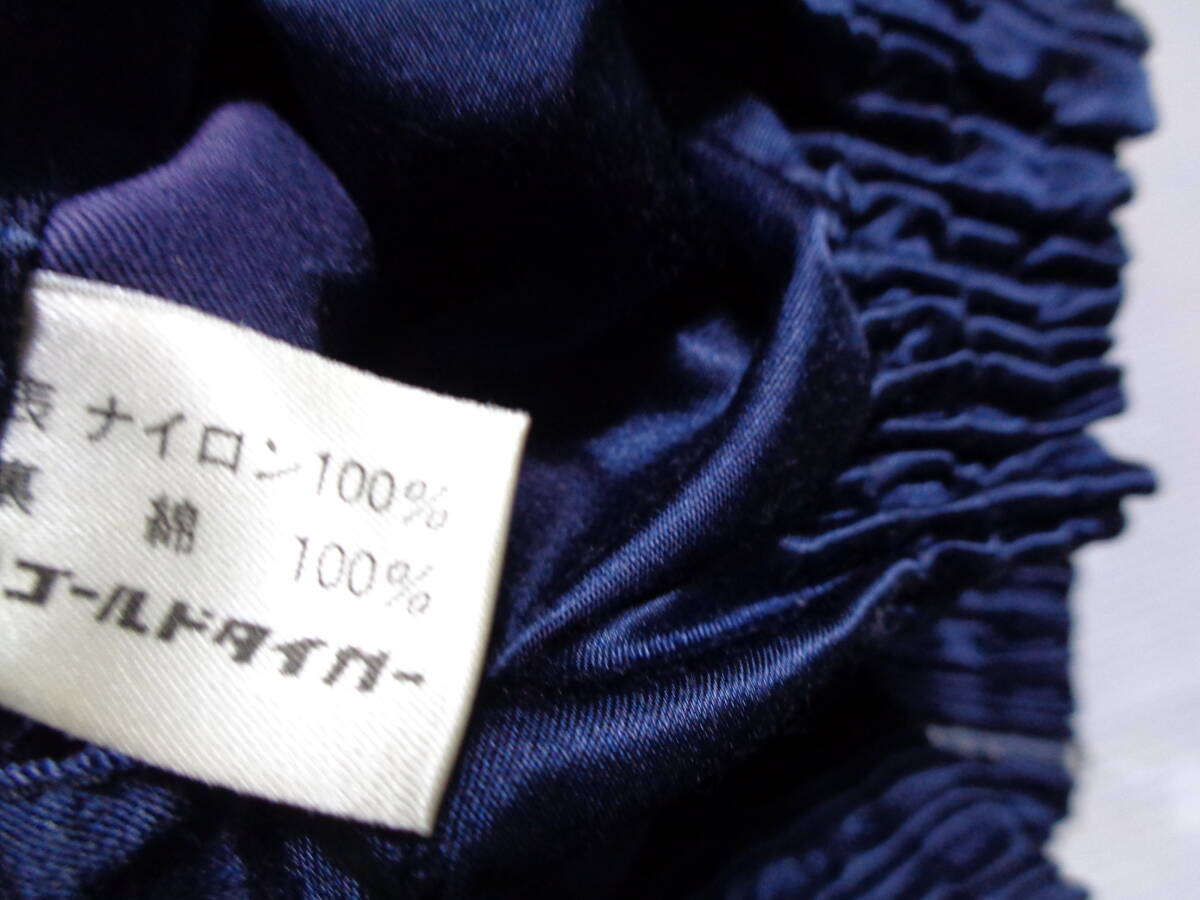 表 ナイロン100%
裏 綿 100%
ゴールドタイガー